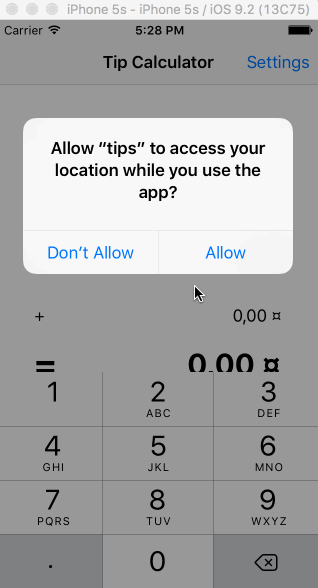 iPhone 5s - iPhone 5s / iOS 9.2 (13C75)
Carrier 5:28 PM
Tip Calculator Settings
Allow “tips” to access your
location while you use the
app?
Don’t Allow Allow
+ 0,00 ¤
= 0,00 ¤
1 2 3
ABC DEF
4 5 6
GHI JKL MNO
7 8 9
PQRS TUV WXYZ
. 0